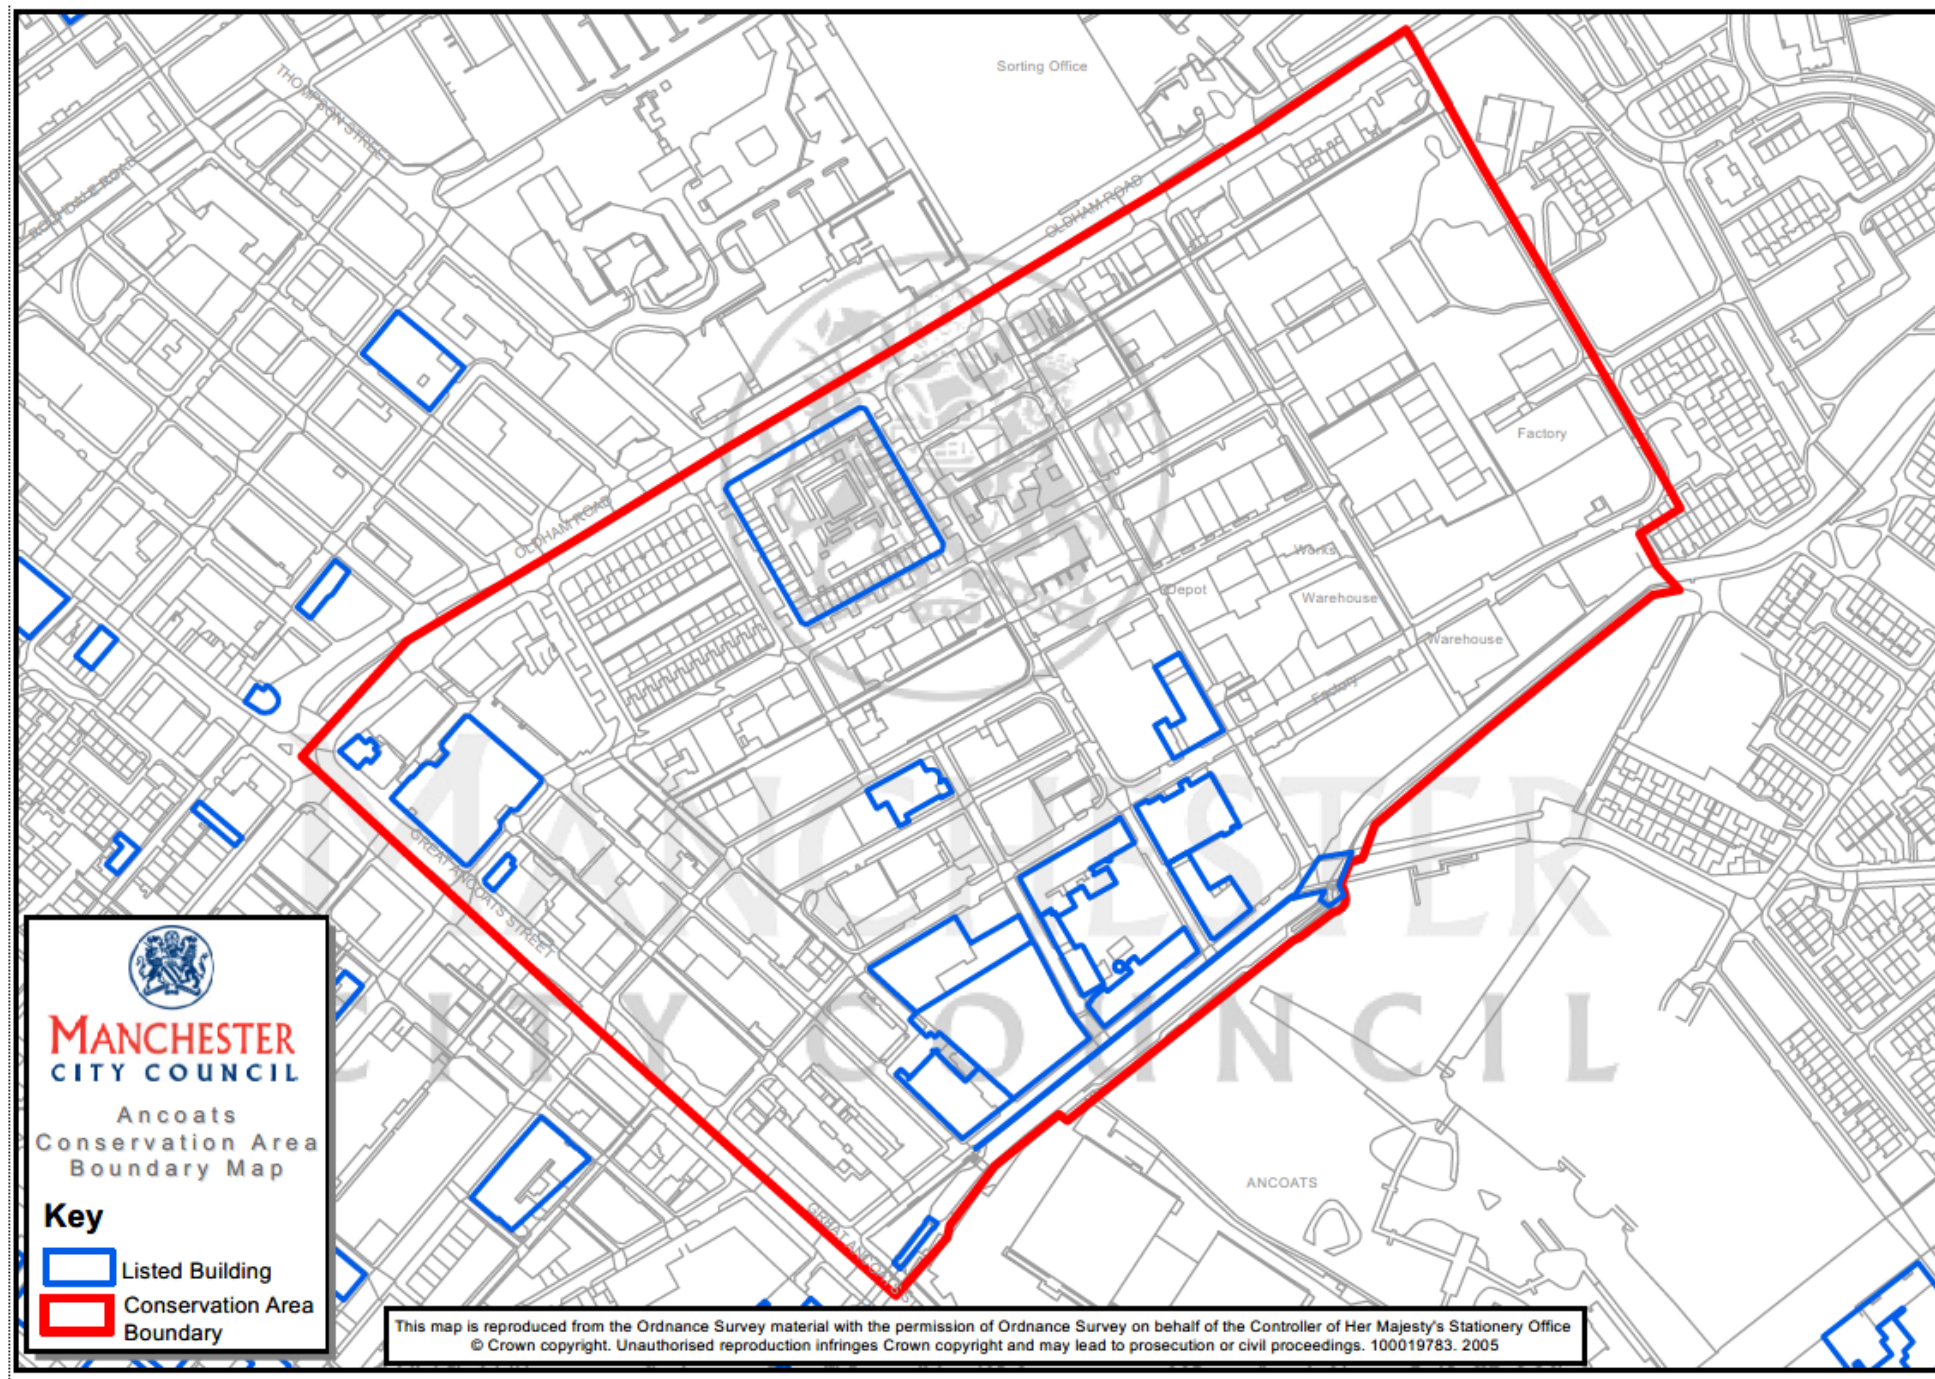 Sorting Office
THOMPSON STREET
ROCHDALE ROAD
OLDHAM ROAD
Factory
OLDHAM ROAD
Works
Depot
Warehouse
Warehouse
Factory
GREAT ANCOATS STREET
MANCHESTER
CITY COUNCIL
ANCOATS
GREAT ANCOATS S
MANCHESTER
CITY COUNCIL
Ancoats
Conservation Area
Boundary Map
Key
Listed Building
Conservation Area
Boundary
This map is reproduced from the Ordnance Survey material with the permission of Ordnance Survey on behalf of the Controller of Her Majesty's Stationery Office
© Crown copyright. Unauthorised reproduction infringes Crown copyright and may lead to prosecution or civil proceedings. 100019783. 2005